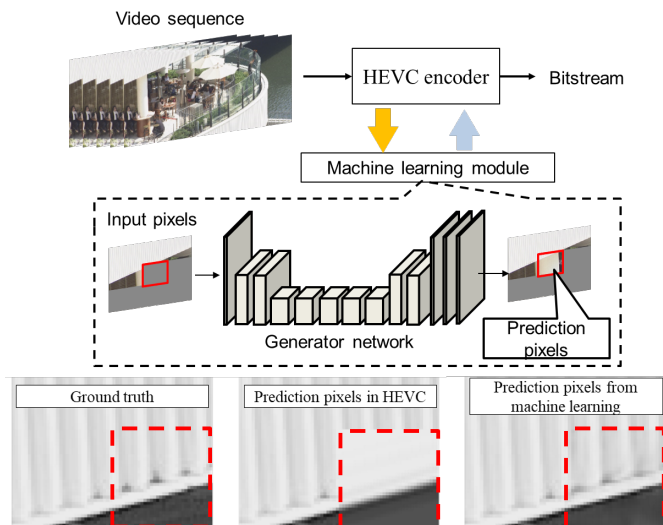 Video sequence
HEVC encoder
Bitstream
Machine learning module
Input pixels
Generator network
Prediction
pixels
Ground truth
Prediction pixels in HEVC
Prediction pixels from
machine learning